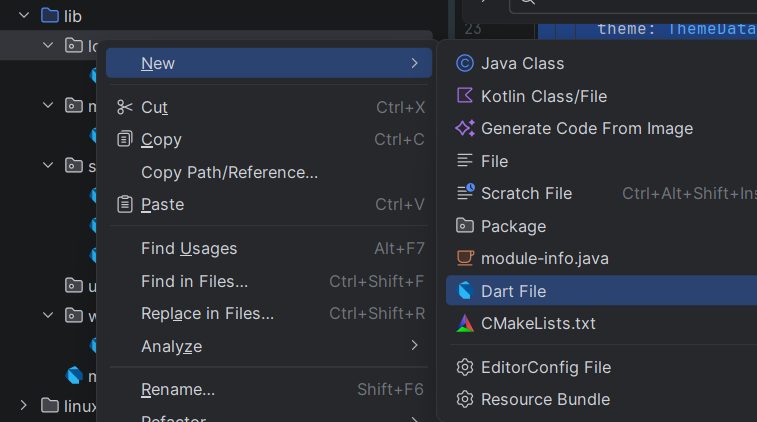 lib
23
theme: ThemeData
New
Cut Ctrl+X
Copy Ctrl+C
Copy Path/Reference...
Paste Ctrl+V
Find Usages Alt+F7
Find in Files... Ctrl+Shift+F
Replace in Files... Ctrl+Shift+R
Analyze
Rename... Shift+F6
Refactor
Java Class
Kotlin Class/File
Generate Code From Image
File
Scratch File Ctrl+Alt+Shift+Ins
Package
module-info.java
Dart File
CMakeLists.txt
EditorConfig File
Resource Bundle
linux